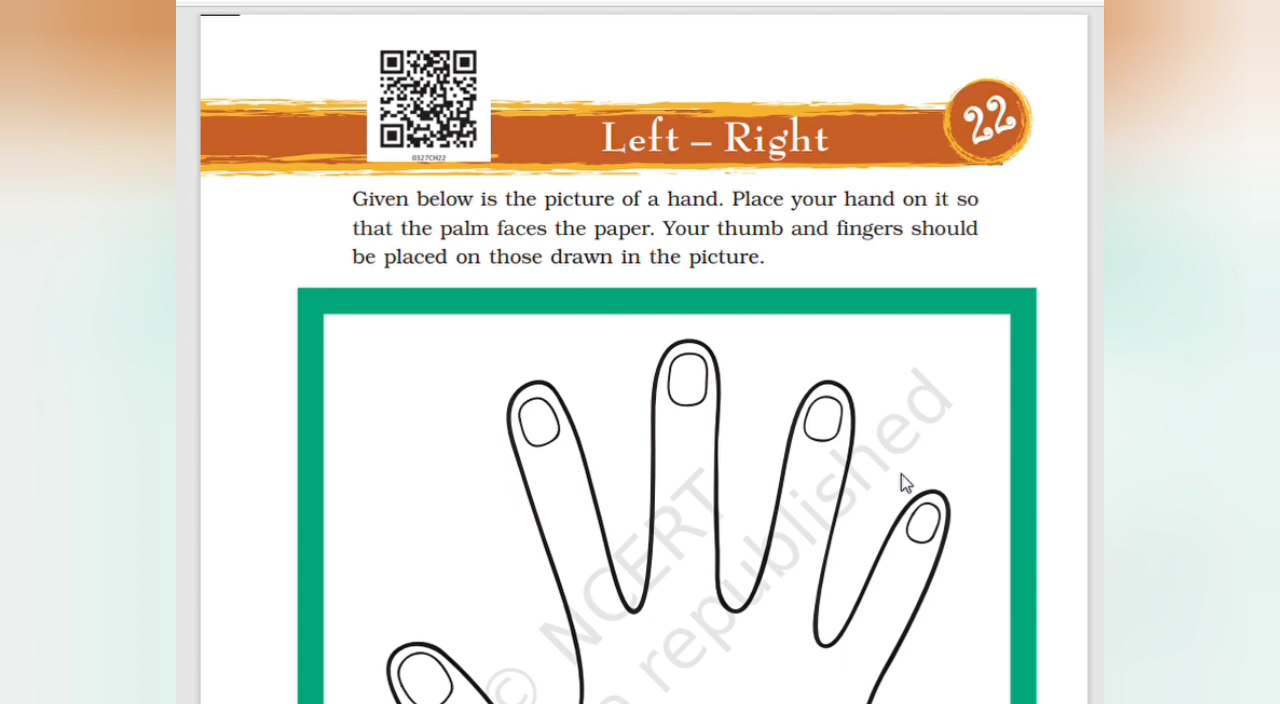 0327CH22
Left – Right
22
Given below is the picture of a hand. Place your hand on it so
that the palm faces the paper. Your thumb and fingers should
be placed on those drawn in the picture.
© NCERT
republished